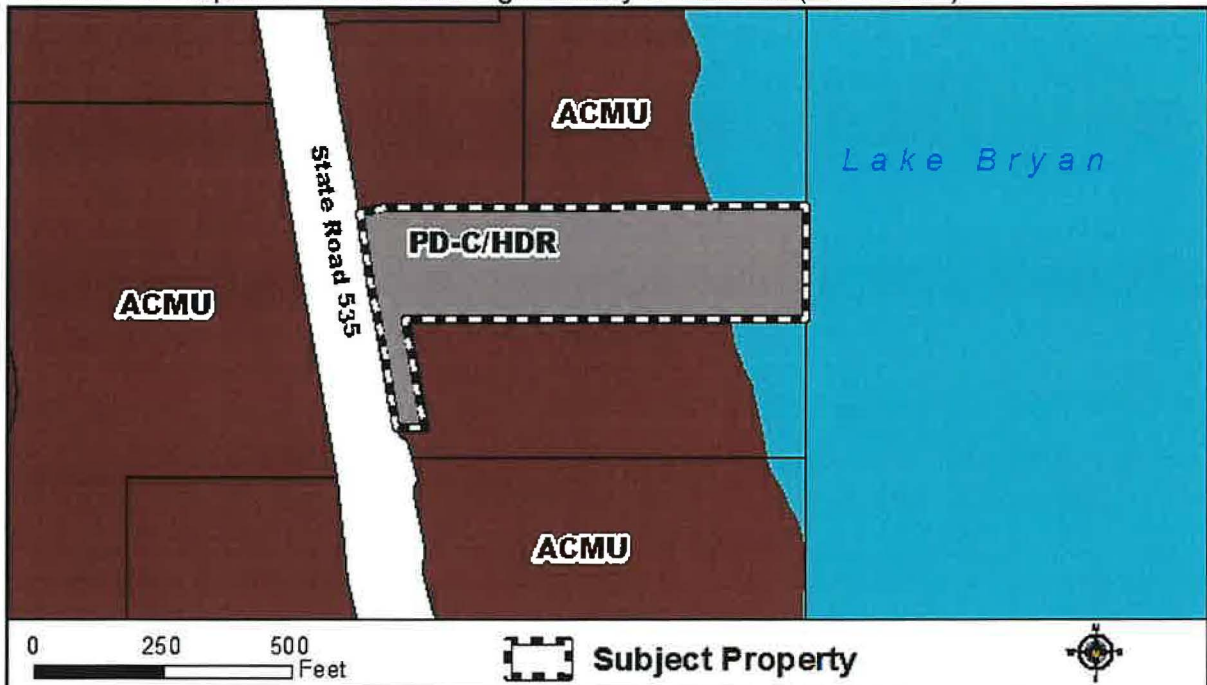 ACMU
Lake Bryan
State Road 535
PD-C/HDR
ACMU
ACMU
0 250 500
Feet
Subject Property
N